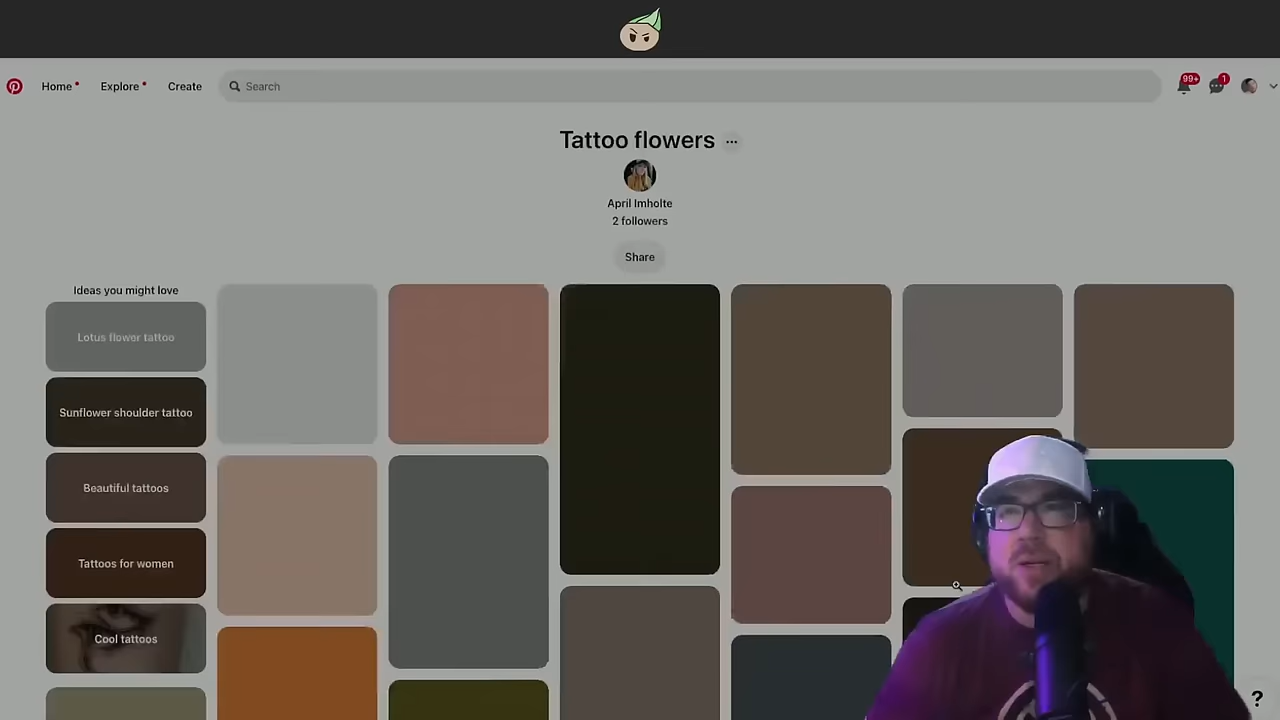 Home
Explore
Create
Search
99+
1
Tattoo flowers
April Imholte
2 followers
Share
Ideas you might love
Lotus flower tattoo
Sunflower shoulder tattoo
Beautiful tattoos
Tattoos for women
Cool tattoos
?